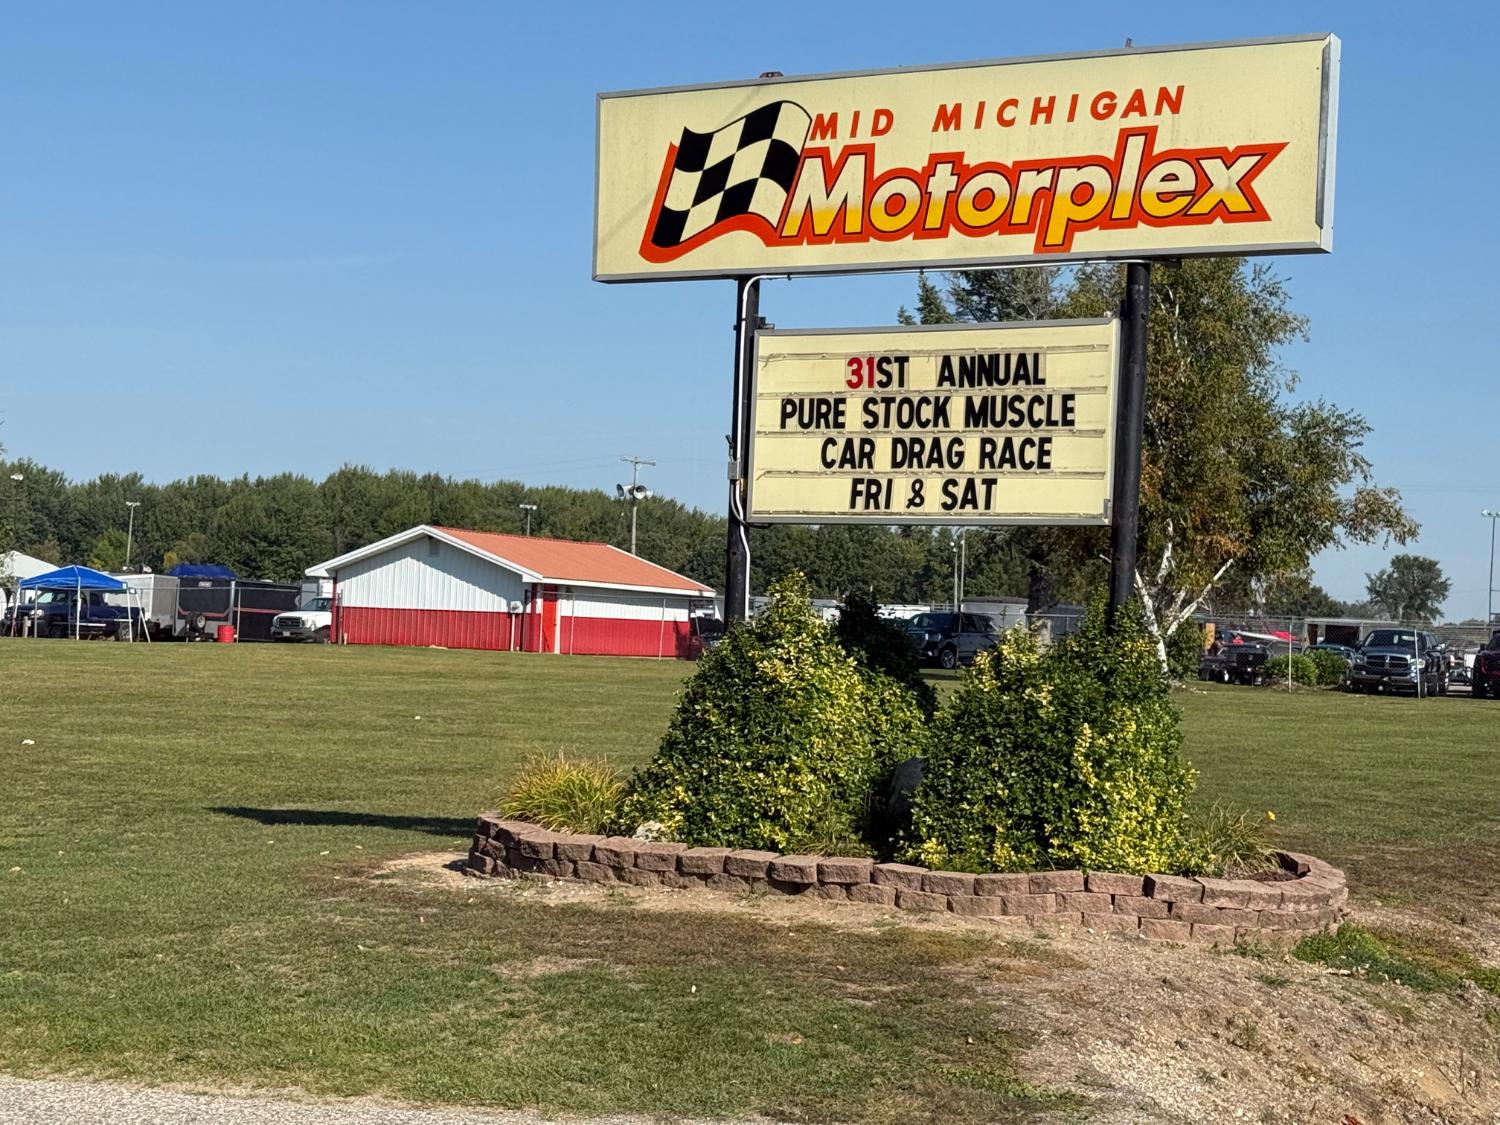 MID MICHIGAN
Motorplex
31ST ANNUAL
PURE STOCK MUSCLE
CAR DRAG RACE
FRI & SAT